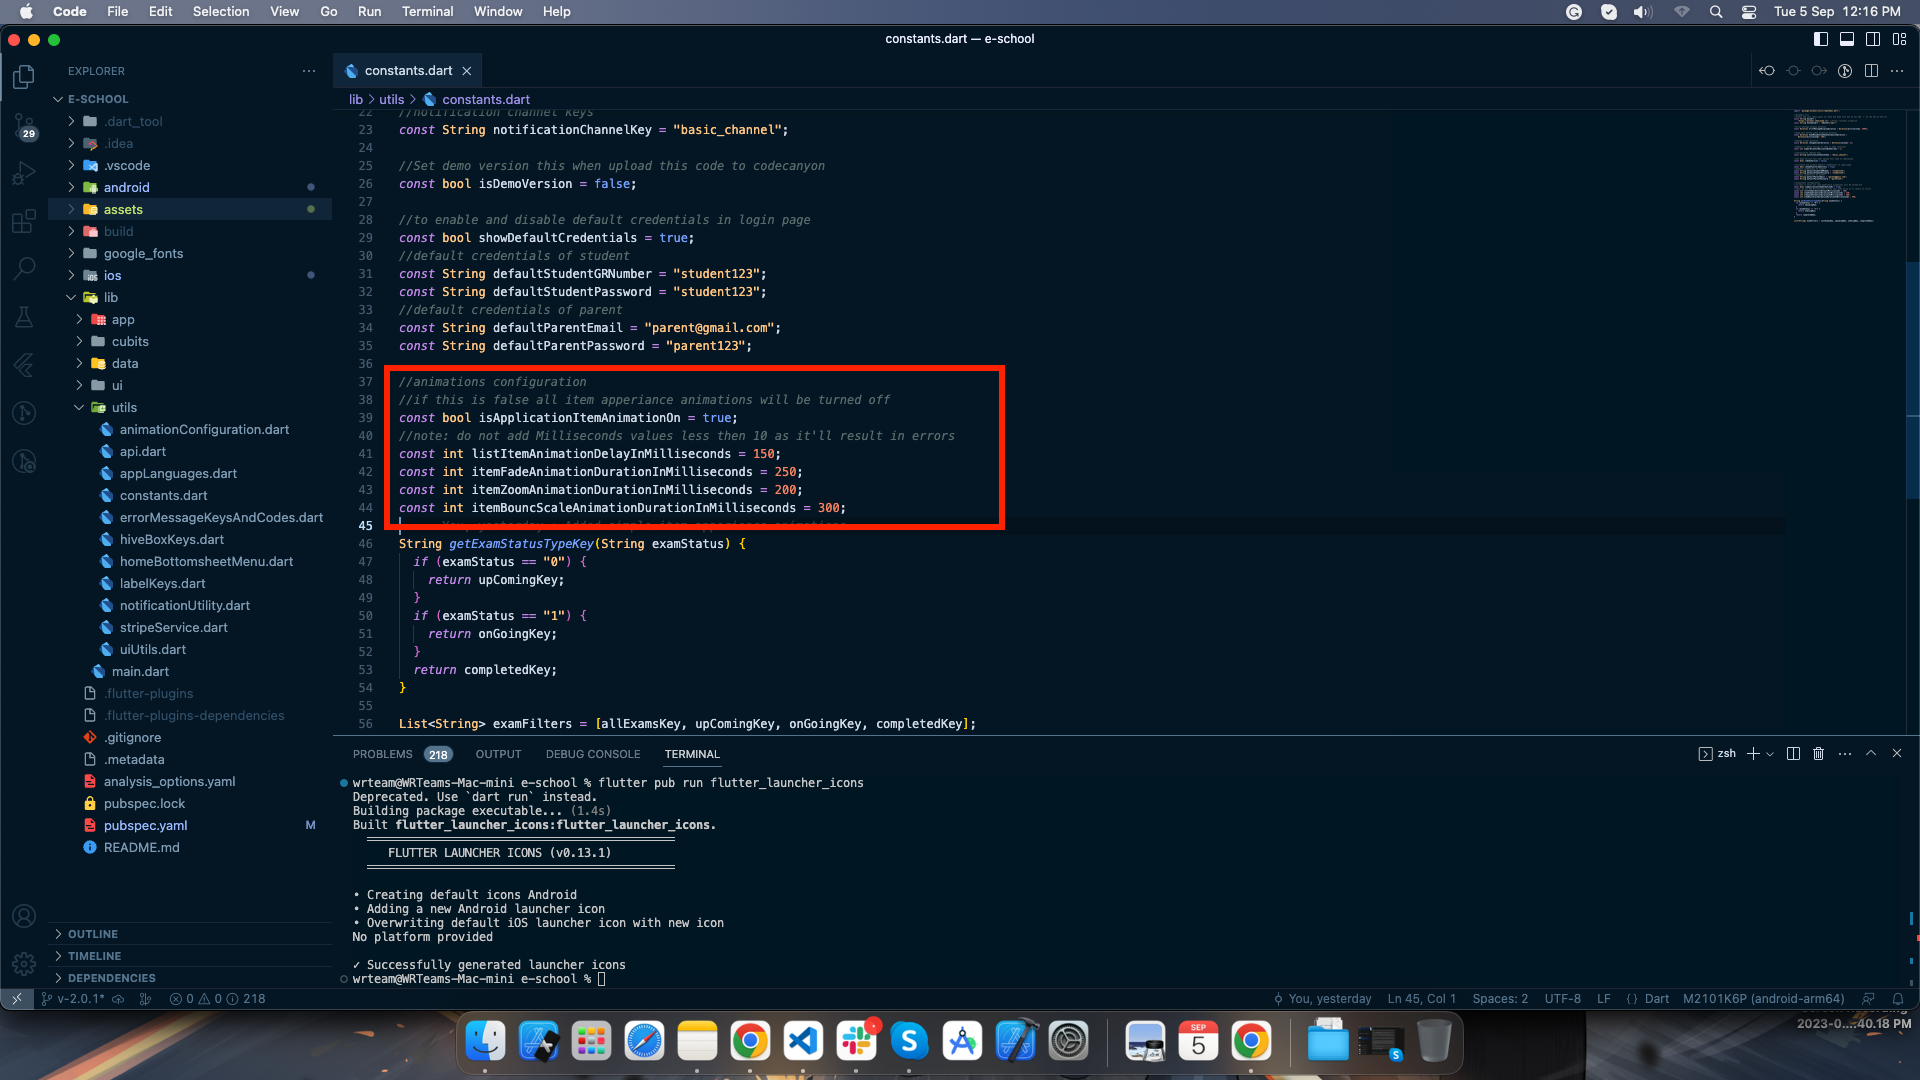 Code File Edit Selection View Go Run Terminal Window Help
Tue 5 Sep 12:16 PM
constants.dart — e-school
EXPLORER
constants.dart
E-SCHOOL
lib > utils > constants.dart
.dart_tool
.idea
.vscode
android
assets
build
google_fonts
ios
lib
app
cubits
data
ui
utils
animationConfiguration.dart
api.dart
appLanguages.dart
constants.dart
errorMessageKeysAndCodes.dart
hiveBoxKeys.dart
homeBottomsheetMenu.dart
labelKeys.dart
notificationUtility.dart
stripeService.dart
uiUtils.dart
main.dart
.flutter-plugins
.flutter-plugins-dependencies
.gitignore
.metadata
analysis_options.yaml
pubspec.lock
pubspec.yaml M
README.md
OUTLINE
TIMELINE
DEPENDENCIES
29
22 //notification channel keys
23 const String notificationChannelKey = "basic_channel";
24
25 //Set demo version this when upload this code to codecanyon
26 const bool isDemoVersion = false;
27
28 //to enable and disable default credentials in login page
29 const bool showDefaultCredentials = true;
30 //default credentials of student
31 const String defaultStudentGRNumber = "student123";
32 const String defaultStudentPassword = "student123";
33 //default credentials of parent
34 const String defaultParentEmail = "parent@gmail.com";
35 const String defaultParentPassword = "parent123";
36
37 //animations configuration
38 //if this is false all item apperiance animations will be turned off
39 const bool isApplicationItemAnimationOn = true;
40 //note: do not add Milliseconds values less then 10 as it'll result in errors
41 const int listItemAnimationDelayInMilliseconds = 150;
42 const int itemFadeAnimationDurationInMilliseconds = 250;
43 const int itemZoomAnimationDurationInMilliseconds = 200;
44 const int itemBouncScaleAnimationDurationInMilliseconds = 300;
45
46 String getExamStatusTypeKey(String examStatus) {
47 if (examStatus == "0") {
48 return upComingKey;
49 }
50 if (examStatus == "1") {
51 return onGoingKey;
52 }
53 return completedKey;
54 }
55
56 List<String> examFilters = [allExamsKey, upComingKey, onGoingKey, completedKey];
PROBLEMS 218 OUTPUT DEBUG CONSOLE TERMINAL
zsh
wrteam@WRTeams-Mac-mini e-school % flutter pub run flutter_launcher_icons
Deprecated. Use `dart run` instead.
Building package executable... (1.4s)
Built flutter_launcher_icons:flutter_launcher_icons.
FLUTTER LAUNCHER ICONS (v0.13.1)
• Creating default icons Android
• Adding a new Android launcher icon
• Overwriting default iOS launcher icon with new icon
No platform provided
✓ Successfully generated launcher icons
wrteam@WRTeams-Mac-mini e-school %
v-2.0.1* 0 0 218
You, yesterday Ln 45, Col 1 Spaces: 2 UTF-8 LF {} Dart M2101K6P (android-arm64)
2023-0....40.18 PM
SEP
5